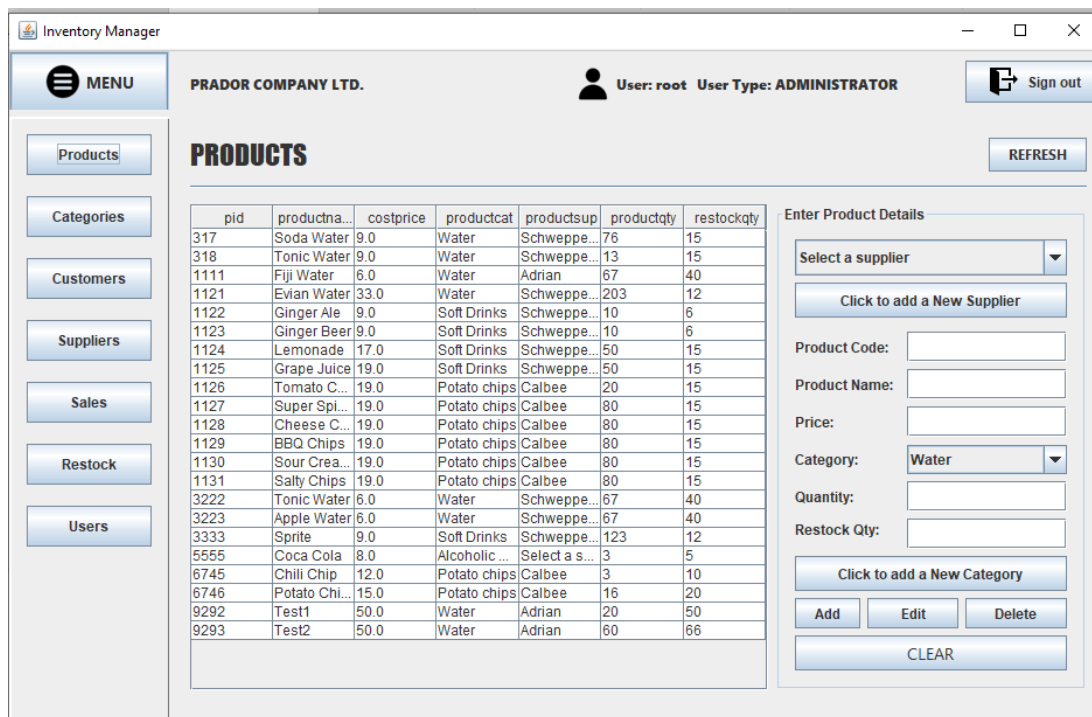 Inventory Manager
MENU
PRADOR COMPANY LTD.
User: root User Type: ADMINISTRATOR
Sign out
Products
Categories
Customers
Suppliers
Sales
Restock
Users
PRODUCTS
REFRESH
pid productna... costprice productcat productsup productqty restockqty
317 Soda Water 9.0 Water Schweppe... 76 15
318 Tonic Water 9.0 Water Schweppe... 13 15
1111 Fiji Water 6.0 Water Adrian 67 40
1121 Evian Water 33.0 Water Schweppe... 203 12
1122 Ginger Ale 9.0 Soft Drinks Schweppe... 10 6
1123 Ginger Beer 9.0 Soft Drinks Schweppe... 10 6
1124 Lemonade 17.0 Soft Drinks Schweppe... 50 15
1125 Grape Juice 19.0 Soft Drinks Schweppe... 50 15
1126 Tomato C... 19.0 Potato chips Calbee 20 15
1127 Super Spi... 19.0 Potato chips Calbee 80 15
1128 Cheese C... 19.0 Potato chips Calbee 80 15
1129 BBQ Chips 19.0 Potato chips Calbee 80 15
1130 Sour Crea... 19.0 Potato chips Calbee 80 15
1131 Salty Chips 19.0 Potato chips Calbee 80 15
3222 Tonic Water 6.0 Water Schweppe... 67 40
3223 Apple Water 6.0 Water Schweppe... 67 40
3333 Sprite 9.0 Soft Drinks Schweppe... 123 12
5555 Coca Cola 8.0 Alcoholic ... Select a s... 3 5
6745 Chili Chip 12.0 Potato chips Calbee 3 10
6746 Potato Chi... 15.0 Potato chips Calbee 16 20
9292 Test1 50.0 Water Adrian 20 50
9293 Test2 50.0 Water Adrian 60 66
Enter Product Details
Select a supplier
Click to add a New Supplier
Product Code:
Product Name:
Price:
Category: Water
Quantity:
Restock Qty:
Click to add a New Category
Add Edit Delete
CLEAR